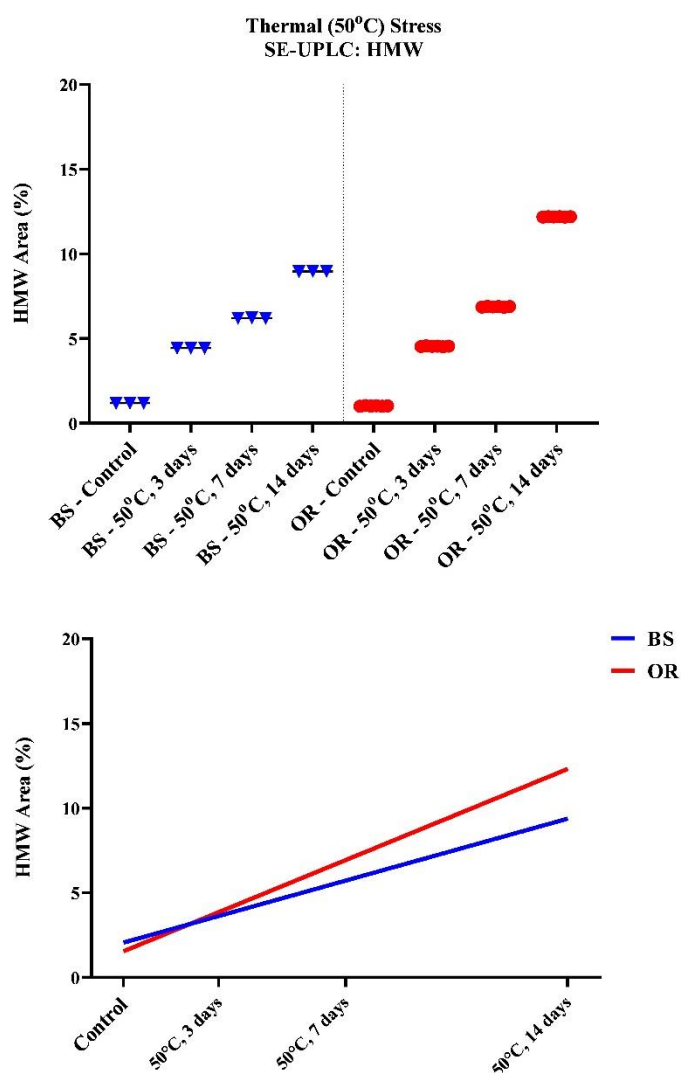 Thermal (50°C) Stress
SE-UPLC: HMW
HMW Area (%)
20
15
10
5
0
BS - Control
BS - 50°C, 3 days
BS - 50°C, 7 days
BS - 50°C, 14 days
OR - Control
OR - 50°C, 3 days
OR - 50°C, 7 days
OR - 50°C, 14 days
BS
OR
HMW Area (%)
20
15
10
5
0
Control
50°C, 3 days
50°C, 7 days
50°C, 14 days